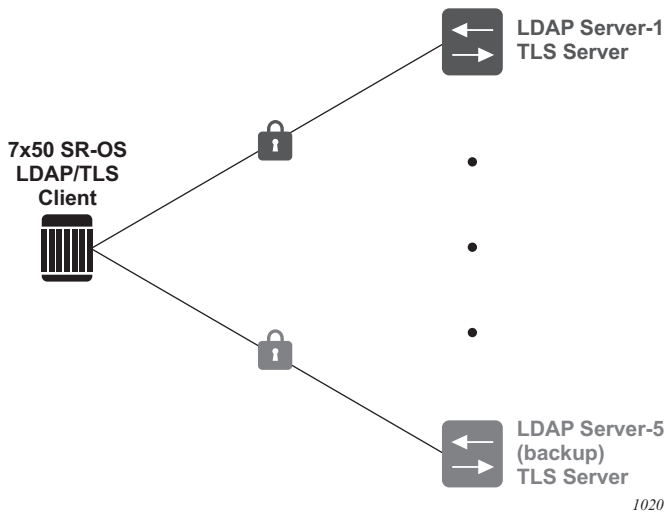 LDAP Server-1
TLS Server
7x50 SR-OS
LDAP/TLS
Client
LDAP Server-5
(backup)
TLS Server
1020